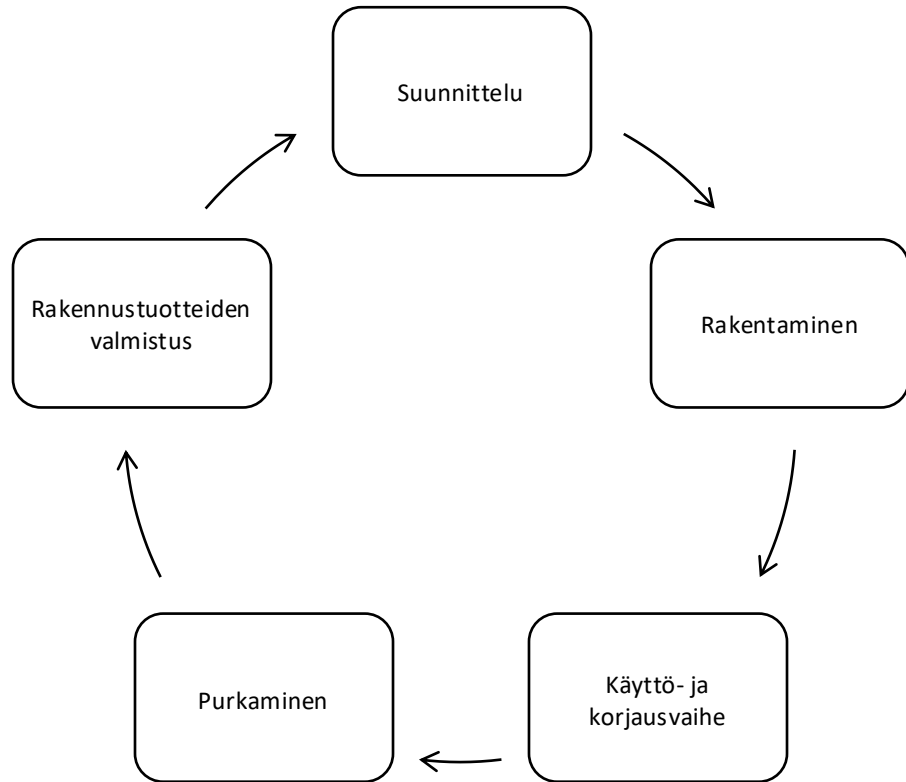 Suunnittelu
Rakentaminen
Käyttö- ja
korjausvaihe
Purkaminen
Rakennustuotteiden
valmistus